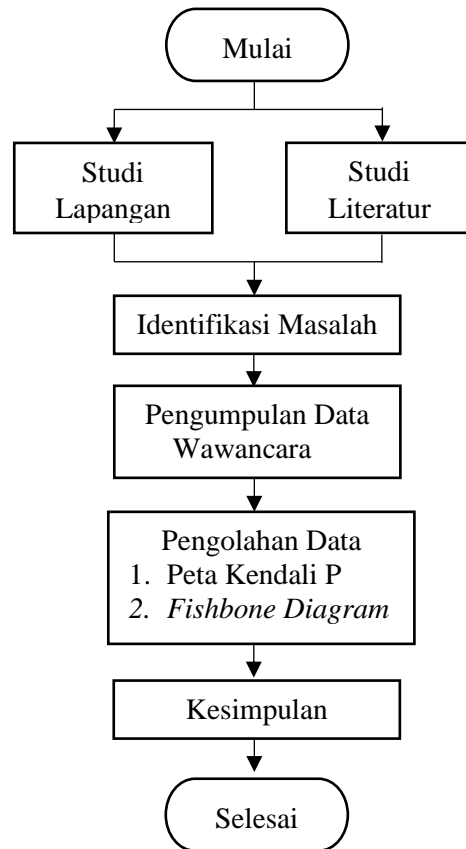 Mulai
Studi
Lapangan
Studi
Literatur
Identifikasi Masalah
Pengumpulan Data
Wawancara
Pengolahan Data
1. Peta Kendali P
2. Fishbone Diagram
Kesimpulan
Selesai